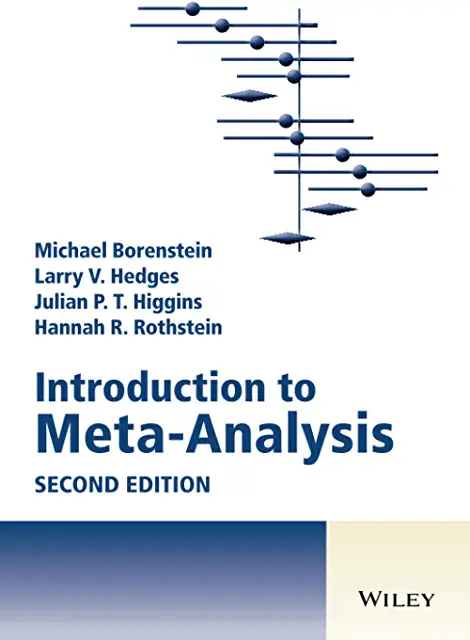 Michael Borenstein
Larry V. Hedges
Julian P. T. Higgins
Hannah R. Rothstein
Introduction to
Meta-Analysis
SECOND EDITION
WILEY